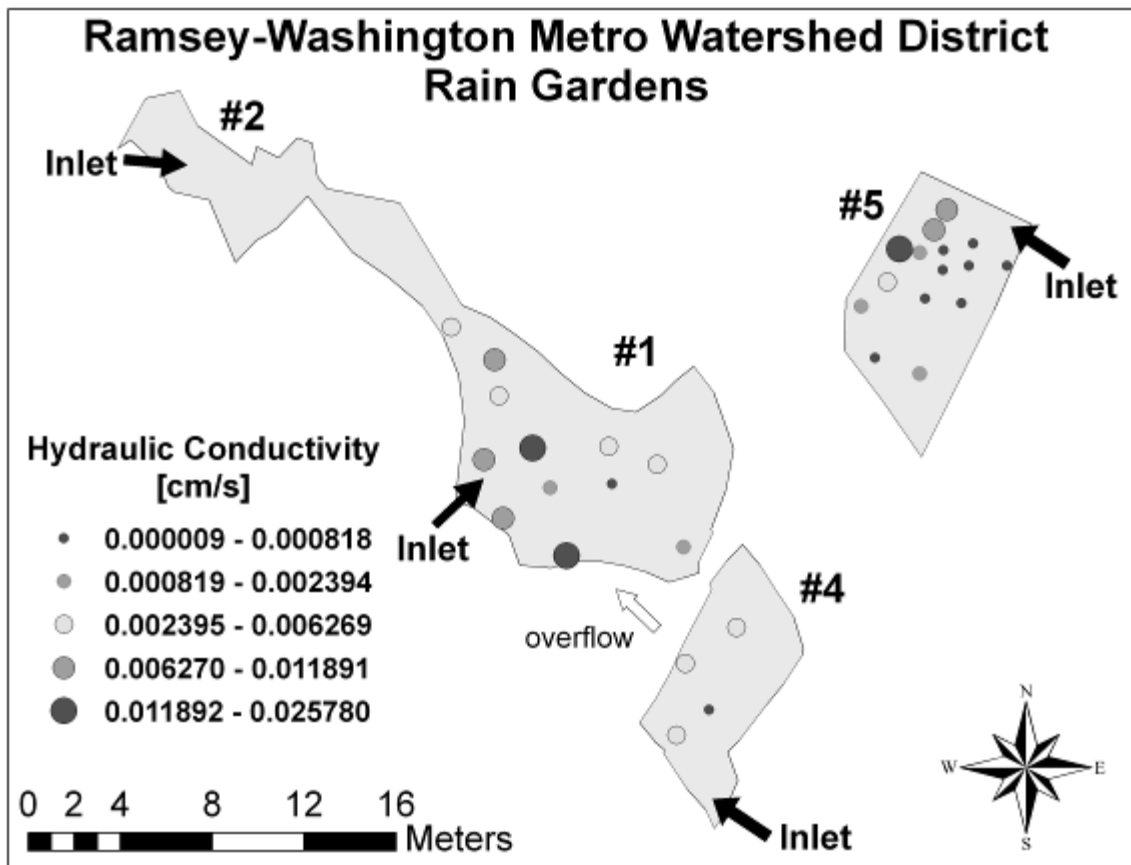 Ramsey-Washington Metro Watershed District
Rain Gardens
#2
Inlet
#5
Inlet
#1
Hydraulic Conductivity
[cm/s]
0.000009 - 0.000818
0.000819 - 0.002394
0.002395 - 0.006269
0.006270 - 0.011891
0.011892 - 0.025780
Inlet
#4
overflow
Inlet
N
W E
S
0 2 4 8 12 16
Meters